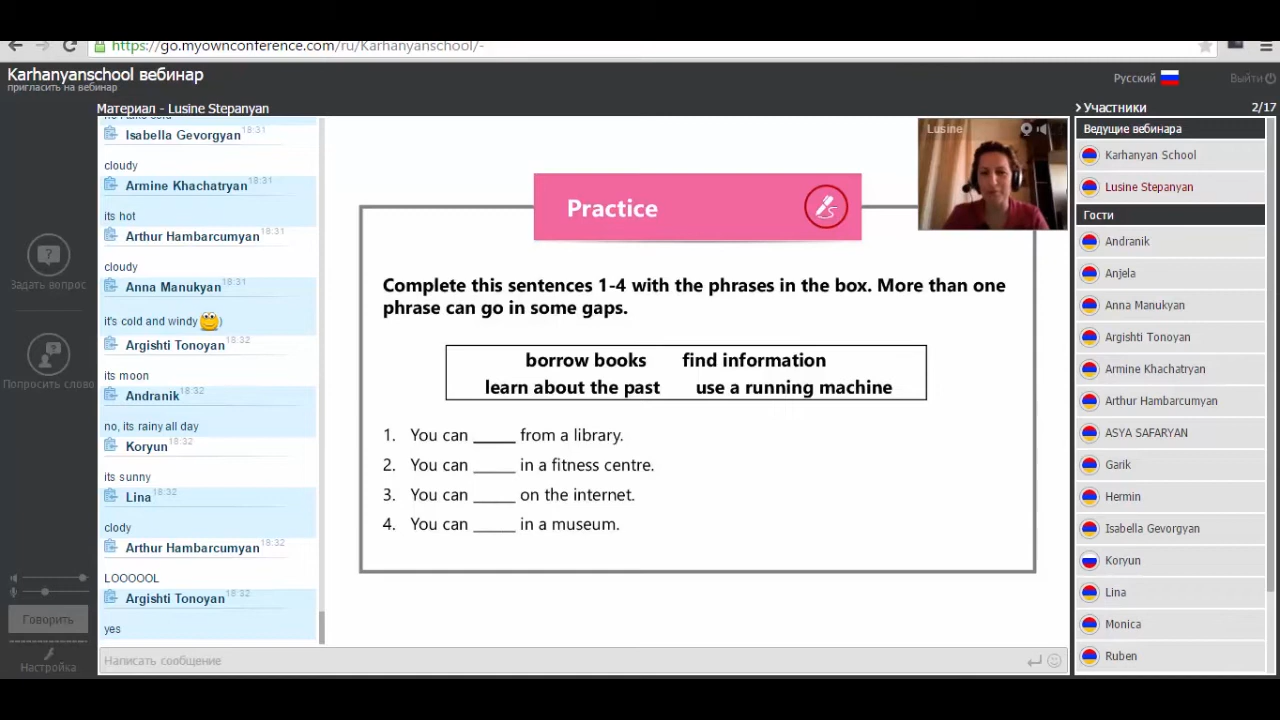 https://go.myownconference.com/ru/Karhanyanschool/-
Karhanyanschool вебинар
пригласить на вебинар
Русский
Выйти
Материал - Lusine Stepanyan
Isabella Gevorgyan 18:31
cloudy
Armine Khachatryan 18:31
its hot
Arthur Hambarcumyan 18:31
cloudy
Anna Manukyan 18:31
it's cold and windy )
Argishti Tonoyan 18:32
its moon
Andranik 18:32
no, its rainy all day
Koryun 18:32
its sunny
Lina 18:32
clody
Arthur Hambarcumyan 18:32
LOOOOOL
Argishti Tonoyan 18:32
yes
Написать сообщение
Задать вопрос
Попросить слово
Говорить
Настройка
Lusine
Practice
Complete this sentences 1-4 with the phrases in the box. More than one
phrase can go in some gaps.
borrow books find information
learn about the past use a running machine
1. You can _____ from a library.
2. You can _____ in a fitness centre.
3. You can _____ on the internet.
4. You can _____ in a museum.
Участники 2/17
Ведущие вебинара
Karhanyan School
Lusine Stepanyan
Гости
Andranik
Anjela
Anna Manukyan
Argishti Tonoyan
Armine Khachatryan
Arthur Hambarcumyan
ASYA SAFARYAN
Garik
Hermin
Isabella Gevorgyan
Koryun
Lina
Monica
Ruben